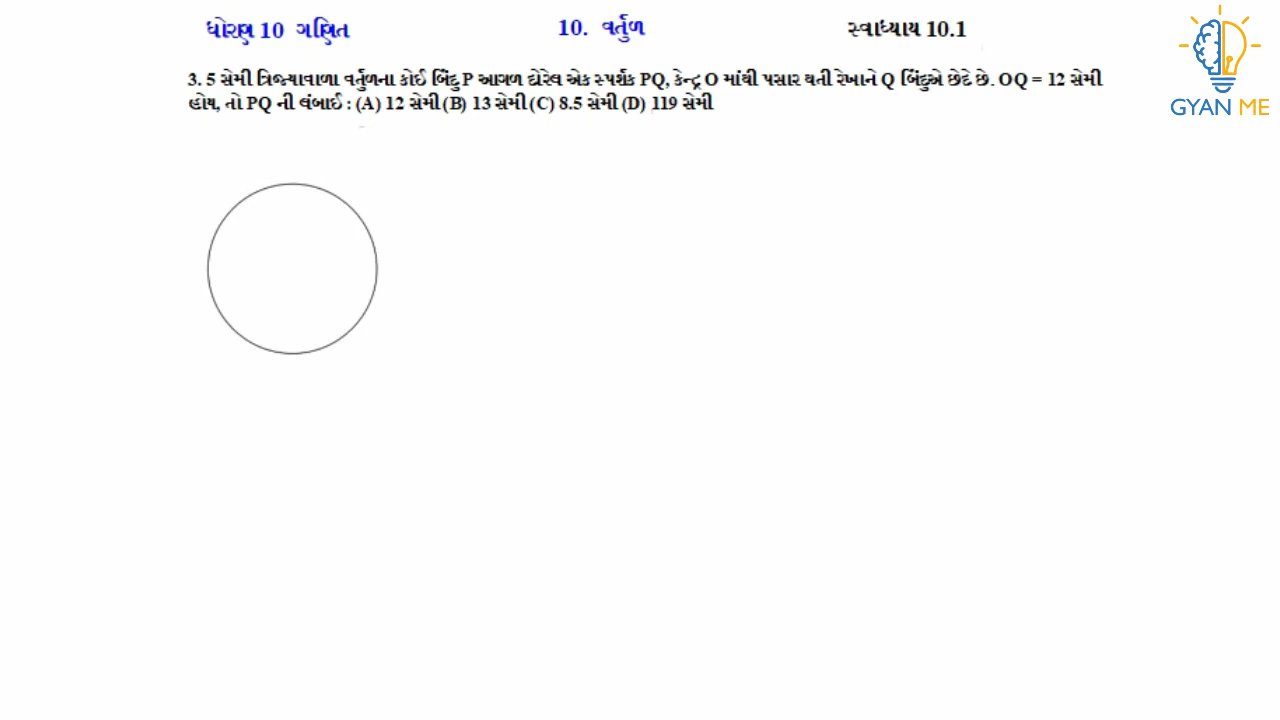 ધોરણ 10 ગણિત
10. વર્તુળ
સ્વાધ્યાય 10.1
GYAN ME
3. 5 સેમી ત્રિજ્યાવાળા વર્તુળના કોઈ બિંદુ P આગળ દોરેલ એક સ્પર્શક PQ, કેન્દ્ર O માંથી પસાર થતી રેખાને Q બિંદુએ છેદે છે. OQ = 12 સેમી
હોય, તો PQ ની લંબાઈ : (A) 12 સેમી (B) 13 સેમી (C) 8.5 સેમી (D) 119 સેમી